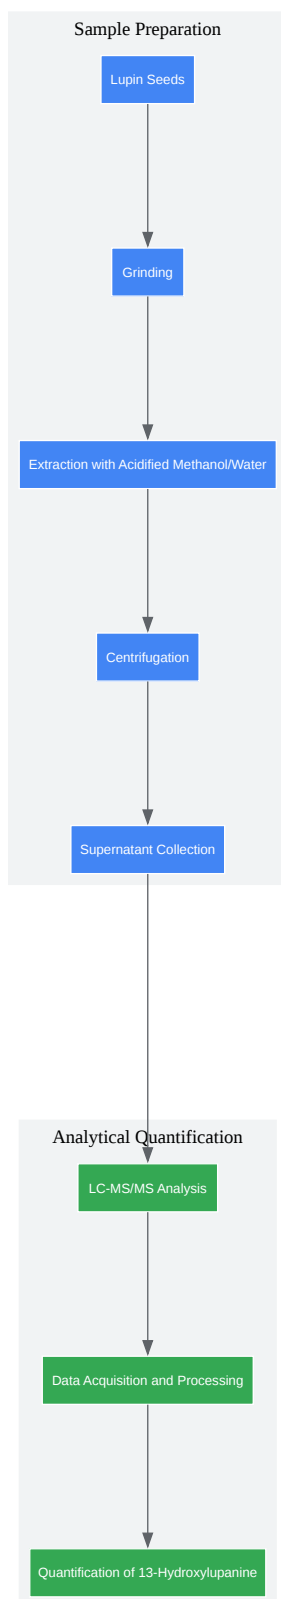 Sample Preparation
Lupin Seeds
Grinding
Extraction with Acidified Methanol/Water
Centrifugation
Supernatant Collection
Analytical Quantification
LC-MS/MS Analysis
Data Acquisition and Processing
Quantification of 13-Hydroxylupanine